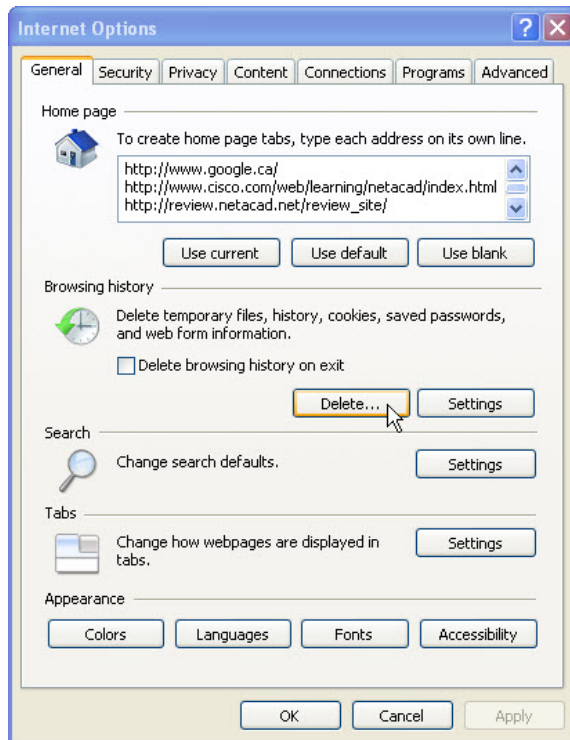 Internet Options
General Security Privacy Content Connections Programs Advanced
Home page
To create home page tabs, type each address on its own line.
http://www.google.ca/
http://www.cisco.com/web/learning/netacad/index.html
http://review.netacad.net/review_site/
Use current Use default Use blank
Browsing history
Delete temporary files, history, cookies, saved passwords,
and web form information.
Delete browsing history on exit
Delete... Settings
Search
Change search defaults. Settings
Tabs
Change how webpages are displayed in Settings
tabs.
Appearance
Colors Languages Fonts Accessibility
OK Cancel Apply